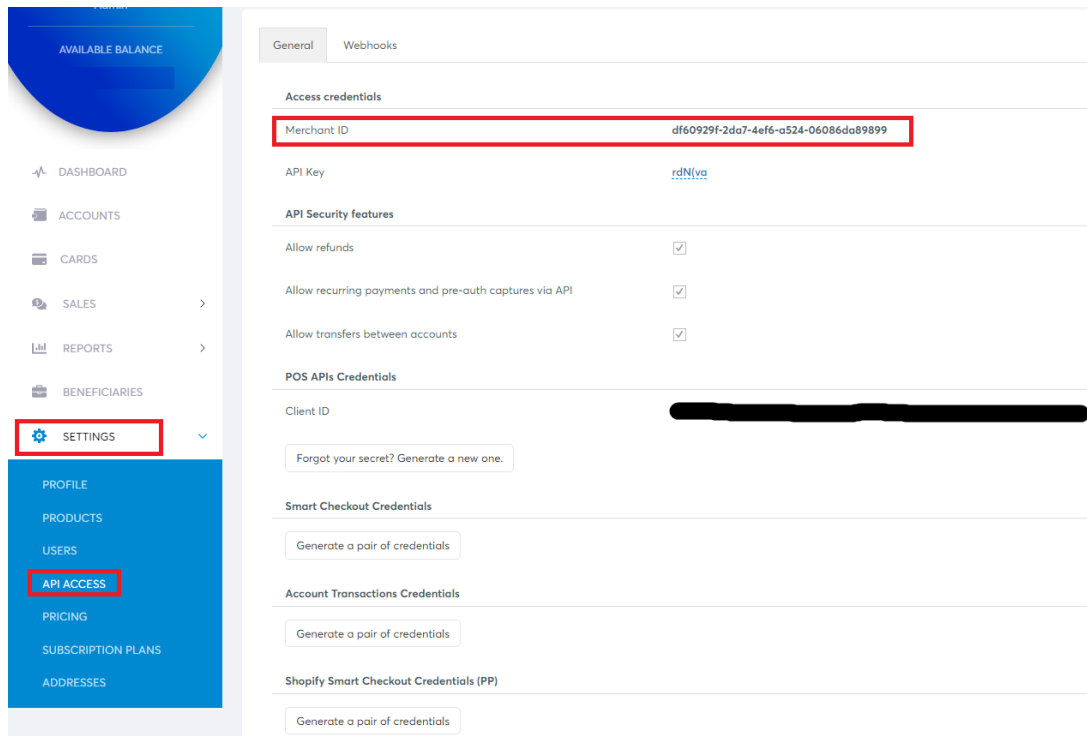 Admin
AVAILABLE BALANCE
DASHBOARD
ACCOUNTS
CARDS
SALES
REPORTS
BENEFICIARIES
SETTINGS
PROFILE
PRODUCTS
USERS
API ACCESS
PRICING
SUBSCRIPTION PLANS
ADDRESSES
General Webhooks
Access credentials
Merchant ID df60929f-2da7-4ef6-a524-06086da89899
API Key rdN(va
API Security features
Allow refunds
Allow recurring payments and pre-auth captures via API
Allow transfers between accounts
POS APIs Credentials
Client ID
Forgot your secret? Generate a new one.
Smart Checkout Credentials
Generate a pair of credentials
Account Transactions Credentials
Generate a pair of credentials
Shopify Smart Checkout Credentials (PP)
Generate a pair of credentials